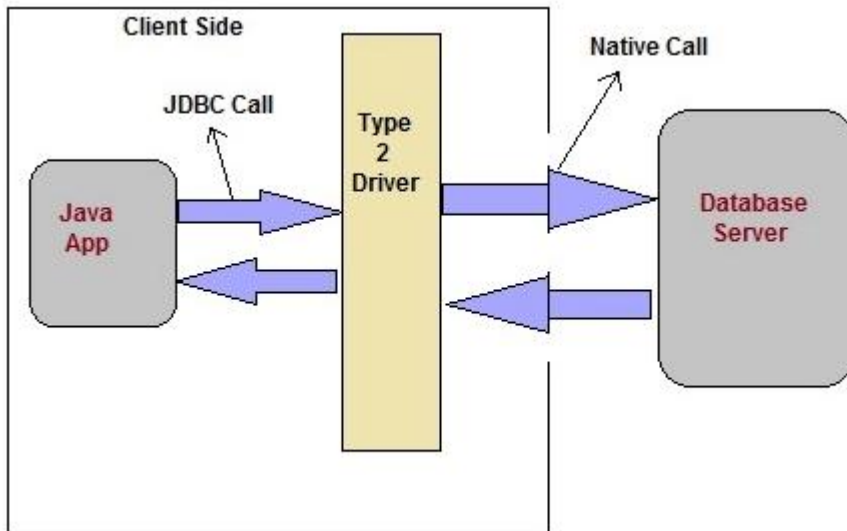 Client Side
Native Call
JDBC Call
Type
2
Driver
Java
App
Database
Server